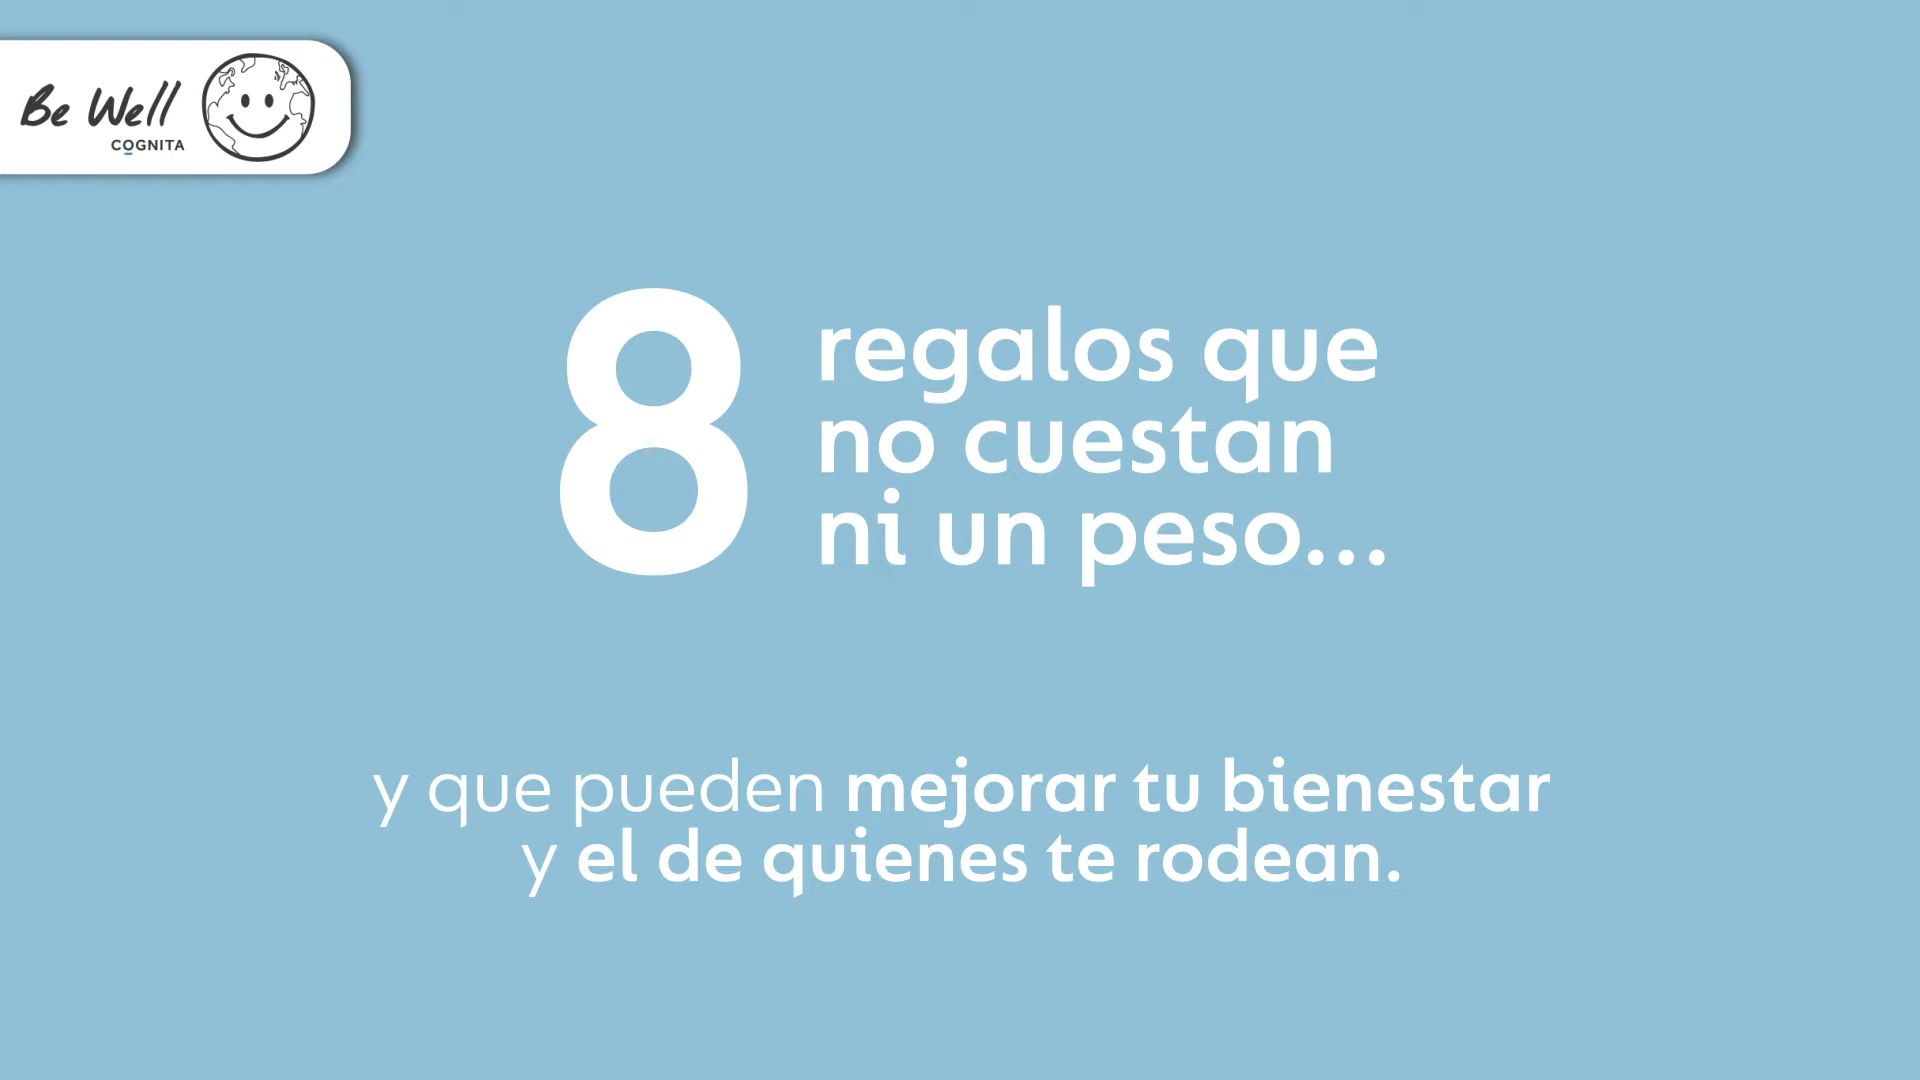 Be Well
COGNITA
8
regalos que
no cuestan
ni un peso...
y que pueden mejorar tu bienestar
y el de quienes te rodean.